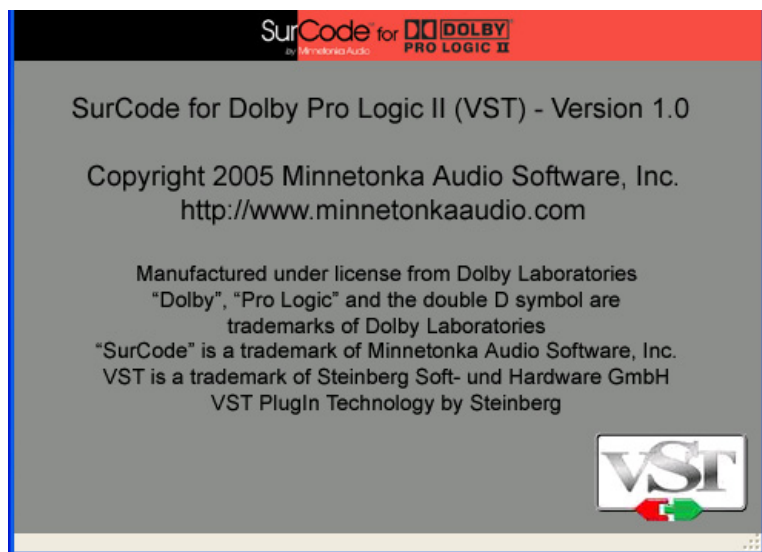 SurCode™ for DOLBY
by Minnetonka Audio PRO LOGIC II
SurCode for Dolby Pro Logic II (VST) - Version 1.0
Copyright 2005 Minnetonka Audio Software, Inc.
http://www.minnetonkaaudio.com
Manufactured under license from Dolby Laboratories
“Dolby”, “Pro Logic” and the double D symbol are
trademarks of Dolby Laboratories
“SurCode” is a trademark of Minnetonka Audio Software, Inc.
VST is a trademark of Steinberg Soft- und Hardware GmbH
VST PlugIn Technology by Steinberg
VST